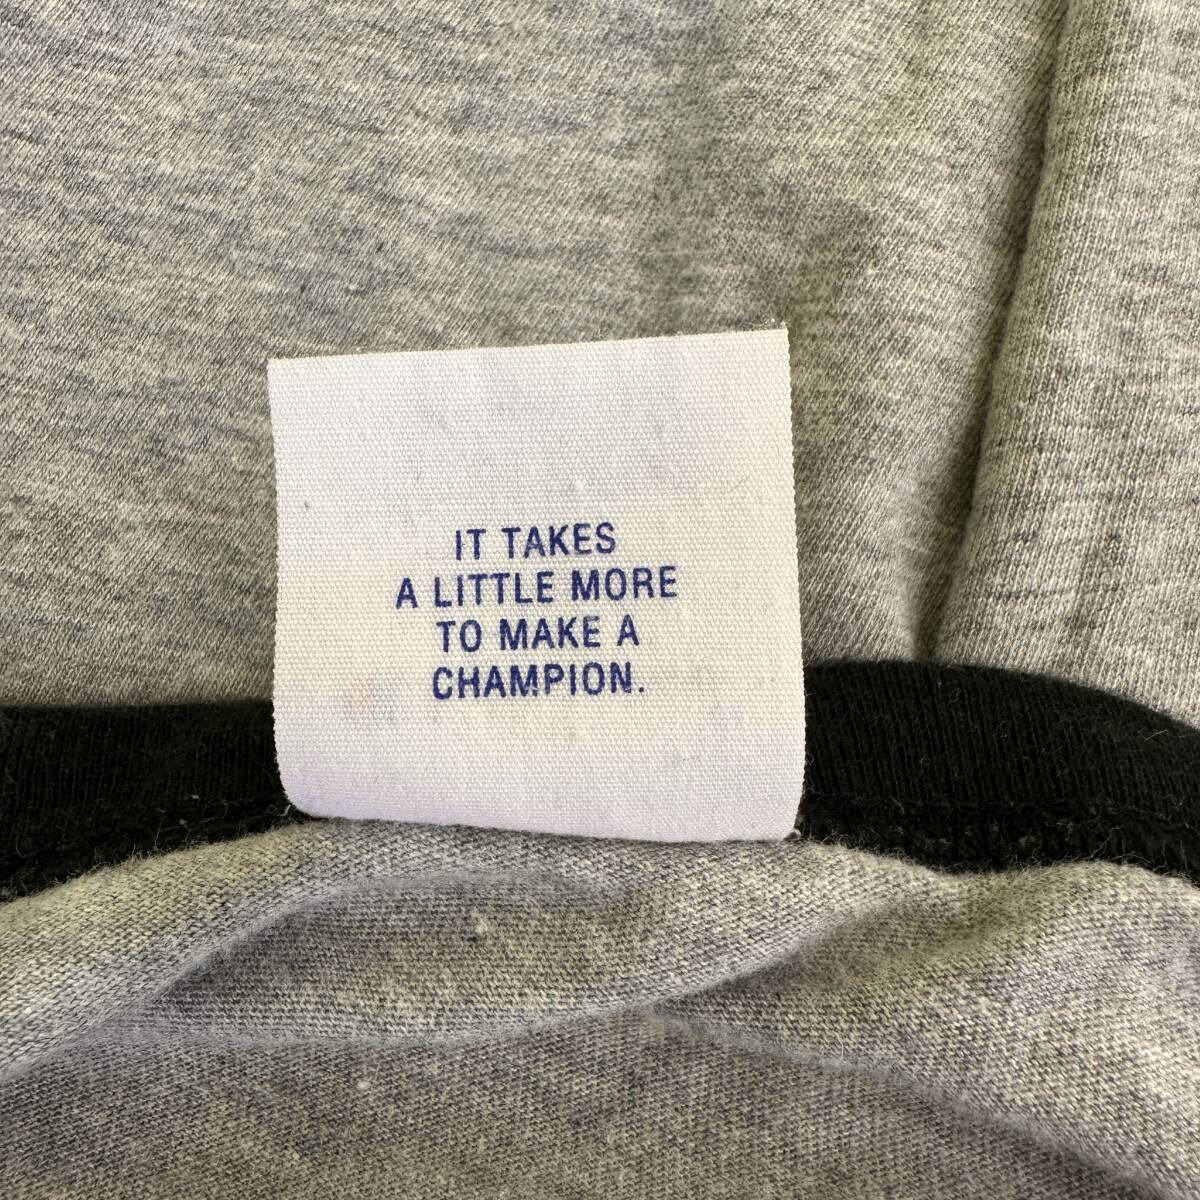 IT TAKES
A LITTLE MORE
TO MAKE A
CHAMPION.